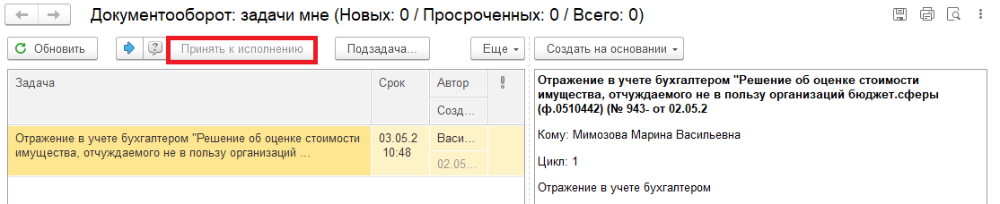 Документооборот: задачи мне (Новых: 0 / Просроченных: 0 / Всего: 0)
Обновить
Принять к исполнению
Подзадача...
Еще
Создать на основании
Задача
Срок
Автор
Созд...
Отражение в учете бухгалтером "Решение об оценке стоимости
имущества, отчуждаемого не в пользу организаций ...
03.05.2
10:48
Васи...
02.05...
Отражение в учете бухгалтером "Решение об оценке стоимости
имущества, отчуждаемого не в пользу организаций бюджет.сферы
(ф.0510442) (№ 943- от 02.05.2
Кому: Мимозова Марина Васильевна
Цикл: 1
Отражение в учете бухгалтером